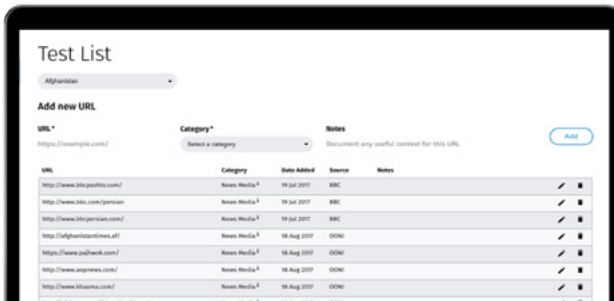 Test List
Afghanistan
Add new URL
URL* Category* Notes
https://example.com/ Select a category Document any useful context for this URL Add
URL Category Date Added Source Notes
http://www.bbcpashto.com/ News Media i 19 Jul 2017 BBC
http://www.bbc.com/persian News Media i 19 Jul 2017 BBC
http://www.bbcpersian.com/ News Media i 19 Jul 2017 BBC
http://afghanistantimes.af/ News Media i 18 Aug 2017 OONI
https://www.pajhwok.com/ News Media i 18 Aug 2017 OONI
http://www.aopnews.com/ News Media i 18 Aug 2017 OONI
http://www.khaama.com/ News Media i 18 Aug 2017 OONI